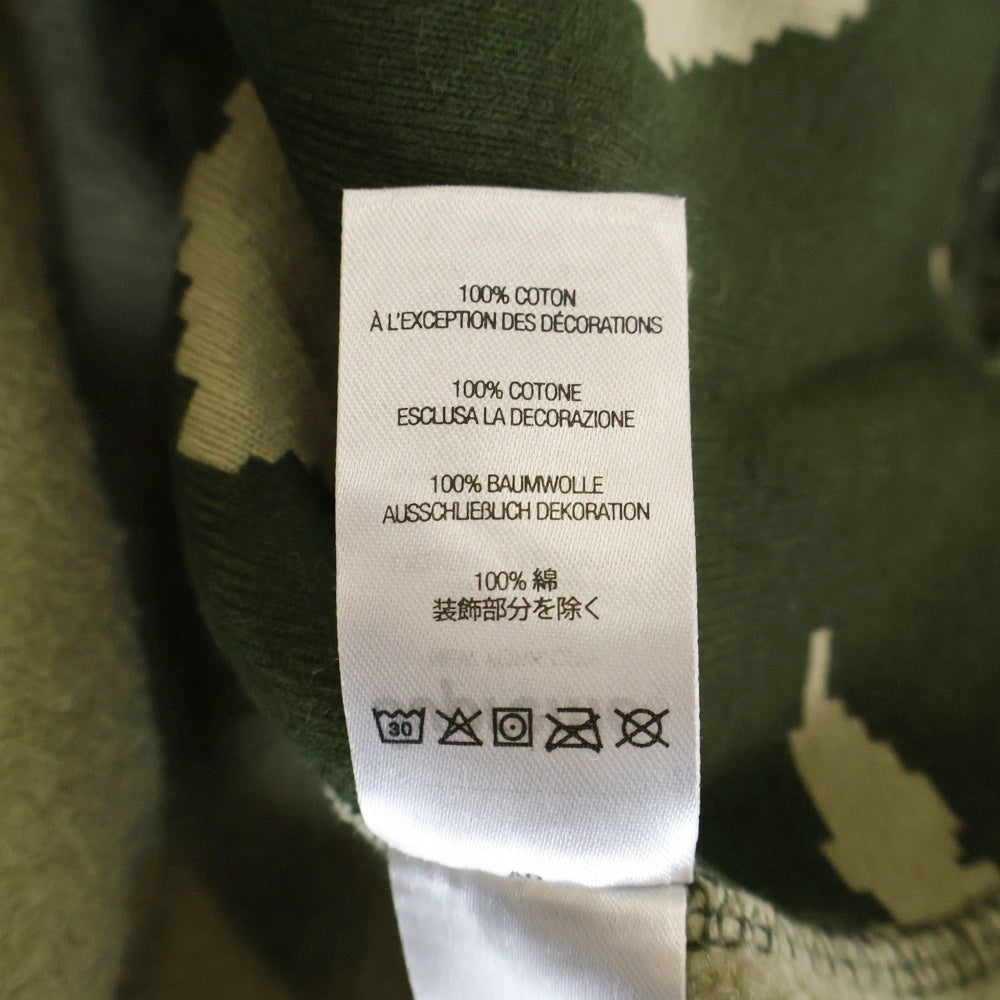 100% COTON
À L'EXCEPTION DES DÉCORATIONS
100% COTONE
ESCLUSA LA DECORAZIONE
100% BAUMWOLLE
AUSSCHLIEßLICH DEKORATION
100% 綿
装飾部分を除く
30